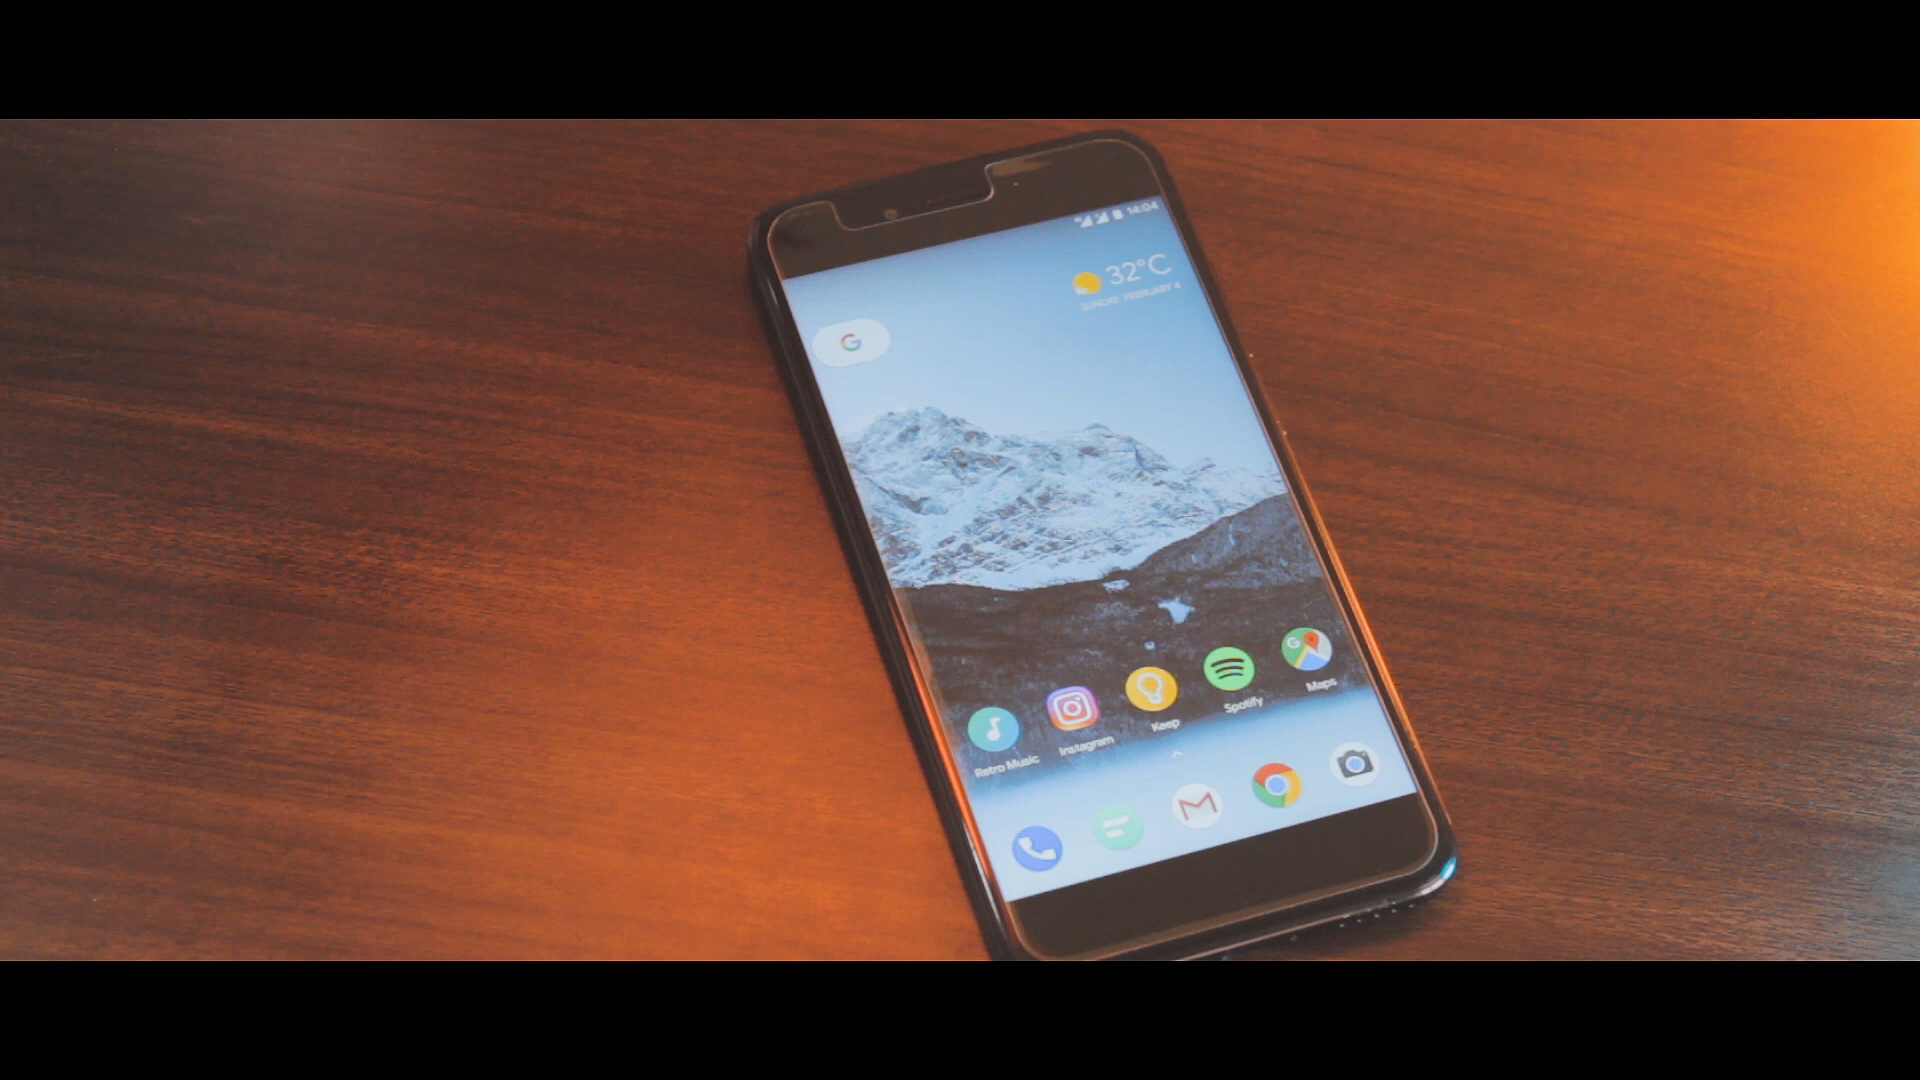 14:04
32°C
SUNDAY, FEBRUARY 4
G
Retro Music
Instagram
Keep
Spotify
Maps